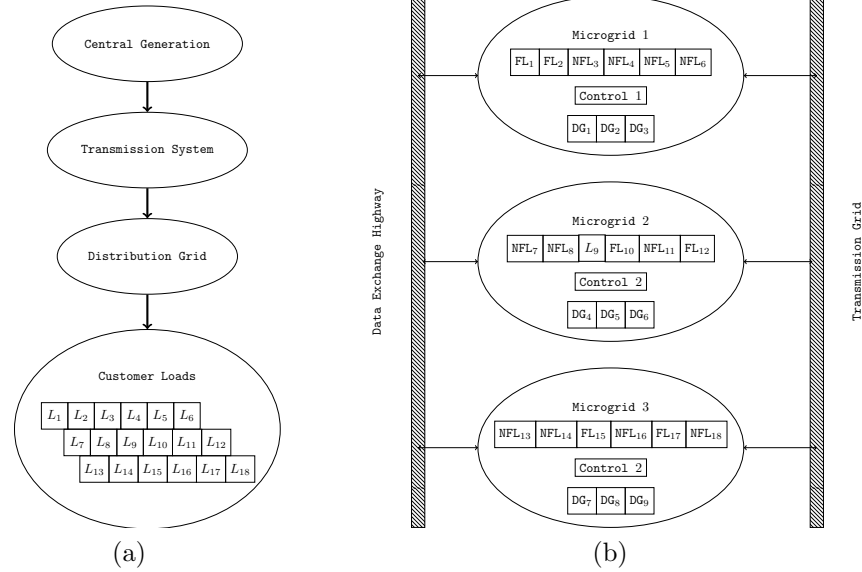 Central Generation
Transmission System
Distribution Grid
Customer Loads
L1 L2 L3 L4 L5 L6
L7 L8 L9 L10 L11 L12
L13 L14 L15 L16 L17 L18
(a)
Data Exchange Highway
Microgrid 1
FL1 FL2 NFL3 NFL4 NFL5 NFL6
Control 1
DG1 DG2 DG3
Microgrid 2
NFL7 NFL8 L9 FL10 NFL11 FL12
Control 2
DG4 DG5 DG6
Microgrid 3
NFL13 NFL14 FL15 NFL16 FL17 NFL18
Control 2
DG7 DG8 DG9
Transmission Grid
(b)